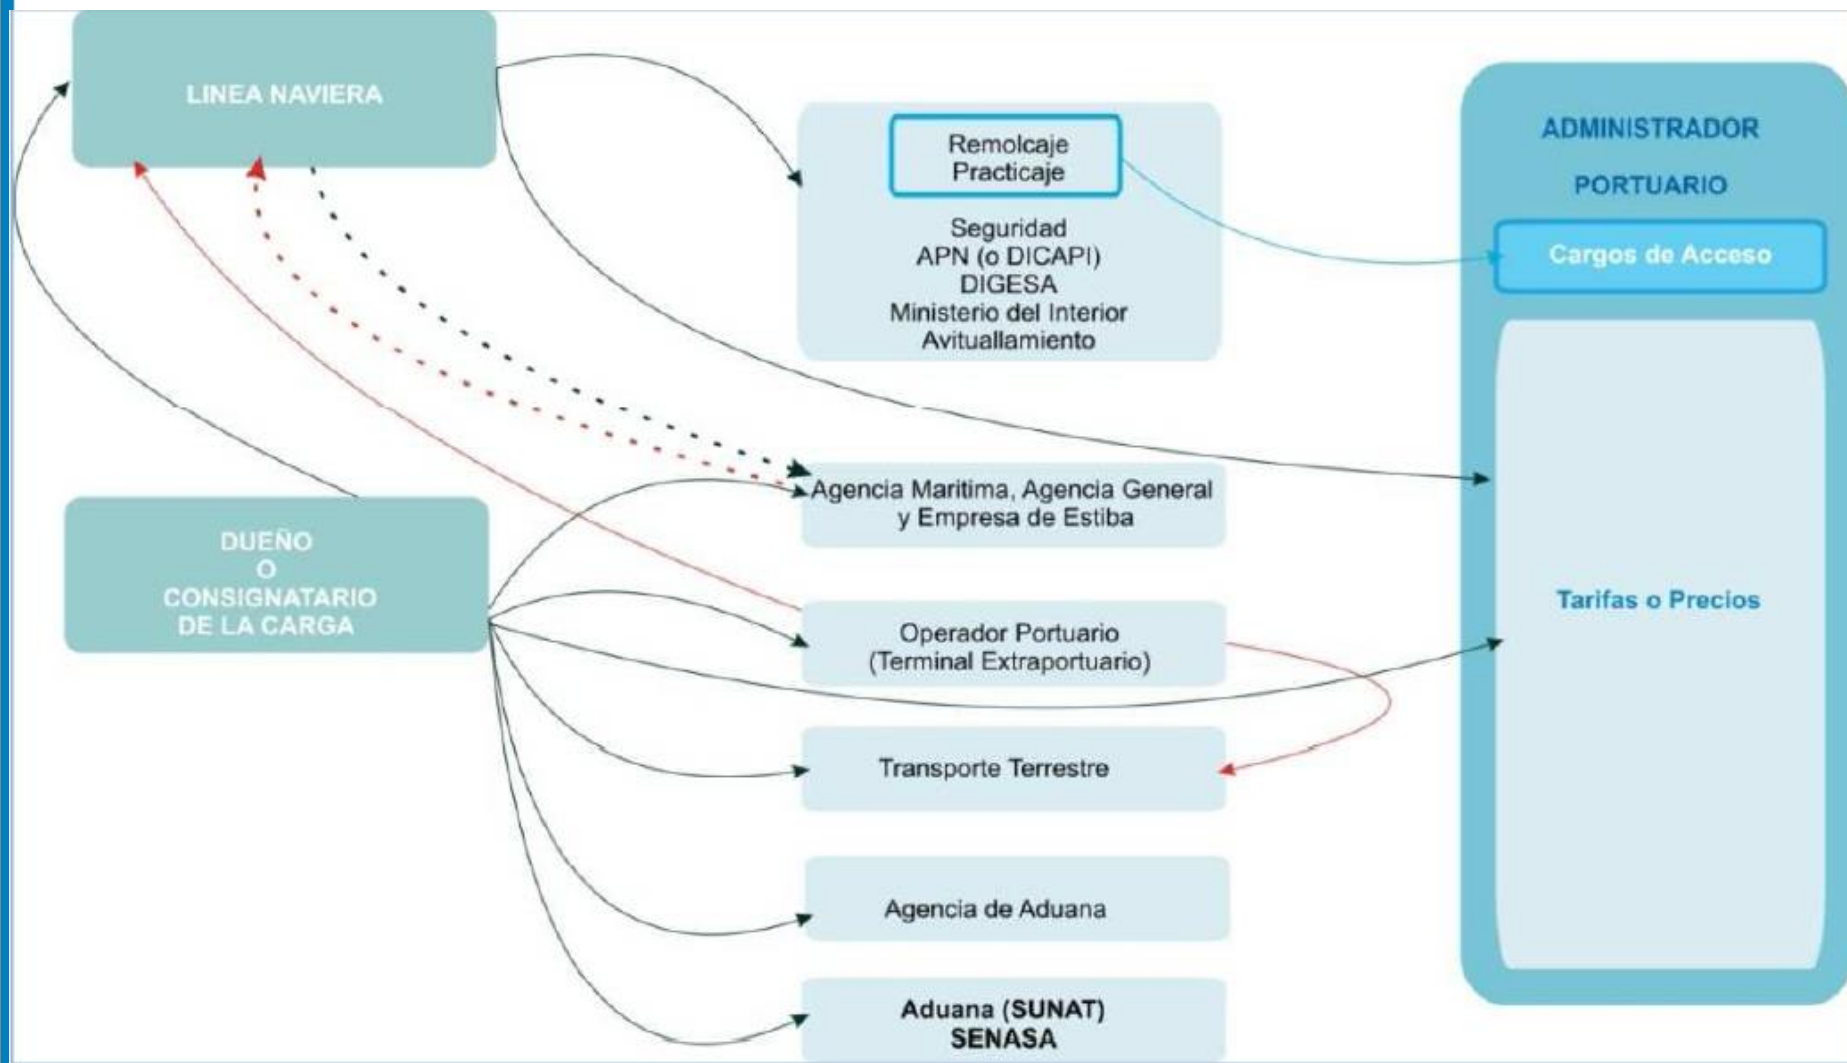 LINEA NAVIERA
Remolcaje
Practicaje
Seguridad
APN (o DICAPI)
DIGESA
Ministerio del Interior
Avituallamiento
ADMINISTRADOR
PORTUARIO
Cargos de Acceso
Tarifas o Precios
DUEÑO
O
CONSIGNATARIO
DE LA CARGA
Agencia Maritima, Agencia General
y Empresa de Estiba
Operador Portuario
(Terminal Extraportuario)
Transporte Terrestre
Agencia de Aduana
Aduana (SUNAT)
SENASA